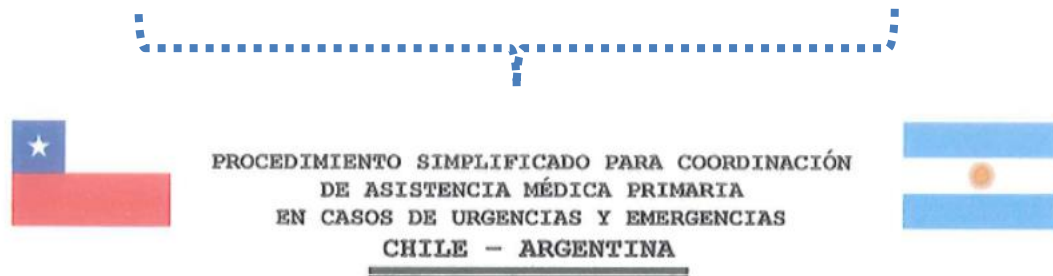 PROCEDIMIENTO SIMPLIFICADO PARA COORDINACIÓN
DE ASISTENCIA MÉDICA PRIMARIA
EN CASOS DE URGENCIAS Y EMERGENCIAS
CHILE – ARGENTINA